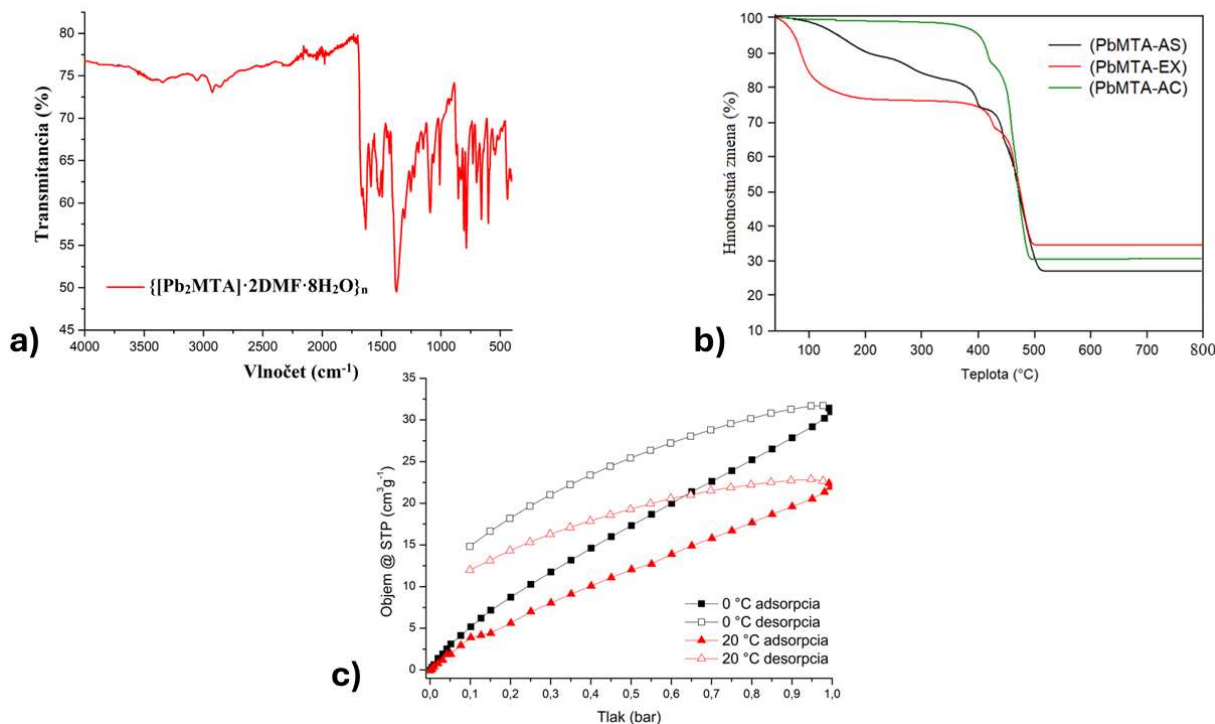 80
75
70
65
60
55
50
45
Transmitancia (%)
{[Pb₂MTA]·2DMF·8H₂O}ₙ
4000 3500 3000 2500 2000 1500 1000 500
Vlnočet (cm⁻¹)
a)
100
90
80
70
60
50
40
30
20
10
Hmotnostná zmena (%)
(PbMTA-AS)
(PbMTA-EX)
(PbMTA-AC)
100 200 300 400 500 600 700 800
Teplota (°C)
b)
35
30
25
20
15
10
5
0
Objem @ STP (cm³g⁻¹)
0 °C adsorpcia
0 °C desorpcia
20 °C adsorpcia
20 °C desorpcia
0,0 0,1 0,2 0,3 0,4 0,5 0,6 0,7 0,8 0,9 1,0
Tlak (bar)
c)